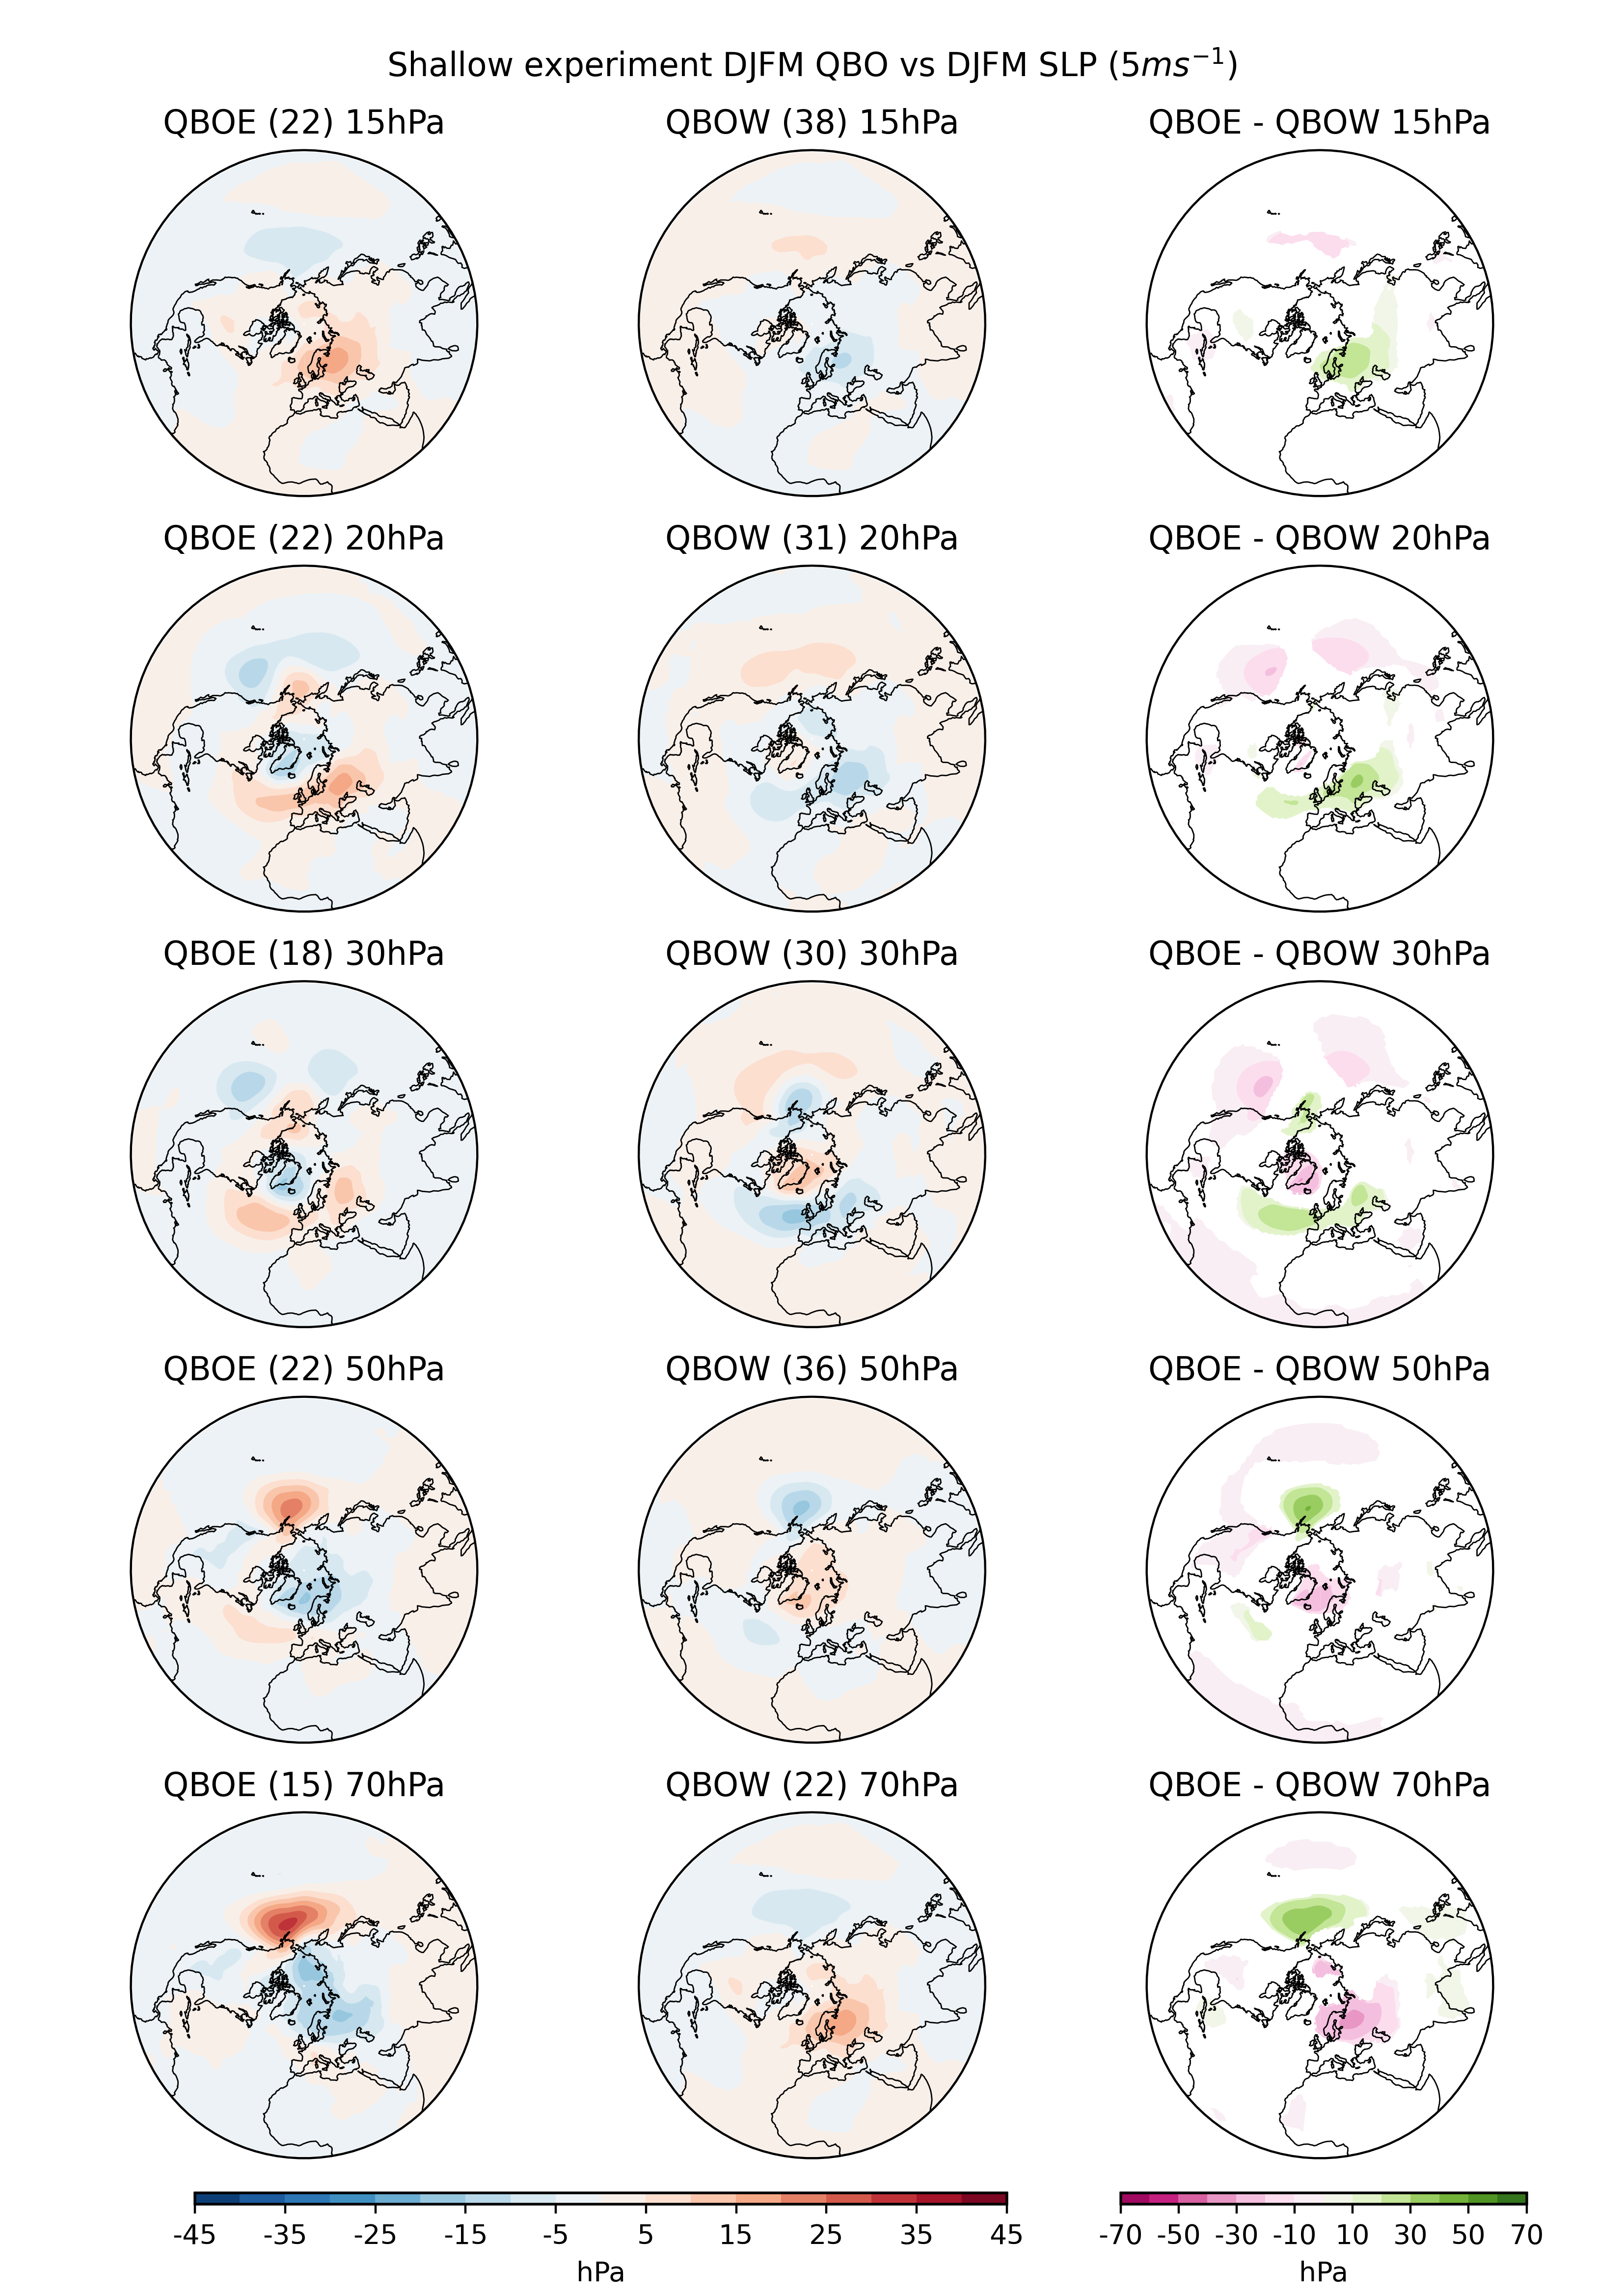 Shallow experiment DJFM QBO vs DJFM SLP (5ms⁻¹)
QBOE (22) 15hPa
QBOW (38) 15hPa
QBOE - QBOW 15hPa
QBOE (22) 20hPa
QBOW (31) 20hPa
QBOE - QBOW 20hPa
QBOE (18) 30hPa
QBOW (30) 30hPa
QBOE - QBOW 30hPa
QBOE (22) 50hPa
QBOW (36) 50hPa
QBOE - QBOW 50hPa
QBOE (15) 70hPa
QBOW (22) 70hPa
QBOE - QBOW 70hPa
-45 -35 -25 -15 -5 5 15 25 35 45
hPa
-70 -50 -30 -10 10 30 50 70
hPa